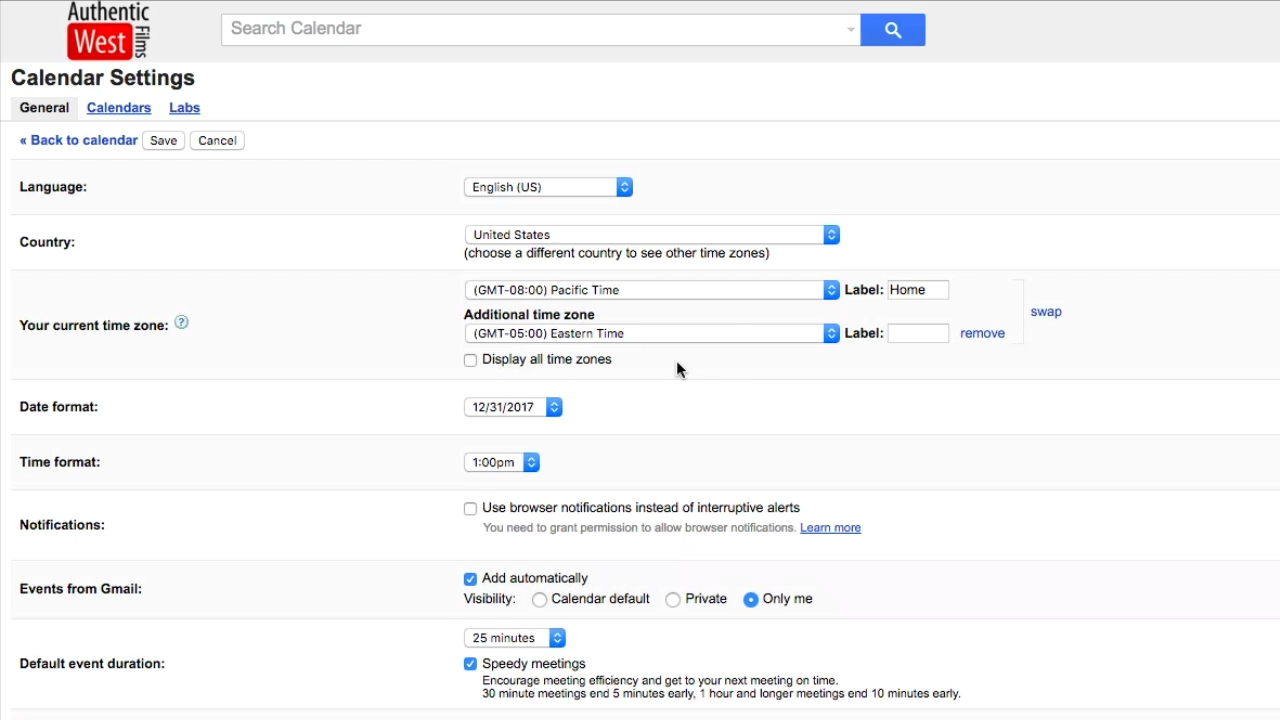 Authentic
West Films
Search Calendar
Calendar Settings
General Calendars Labs
« Back to calendar Save Cancel
Language: English (US)
Country: United States
(choose a different country to see other time zones)
(GMT-08:00) Pacific Time Label: Home
Your current time zone: ? Additional time zone swap
(GMT-05:00) Eastern Time Label: remove
Display all time zones
Date format: 12/31/2017
Time format: 1:00pm
Notifications: Use browser notifications instead of interruptive alerts
You need to grant permission to allow browser notifications. Learn more
Events from Gmail: Add automatically
Visibility: Calendar default Private Only me
25 minutes
Default event duration: Speedy meetings
Encourage meeting efficiency and get to your next meeting on time.
30 minute meetings end 5 minutes early, 1 hour and longer meetings end 10 minutes early.